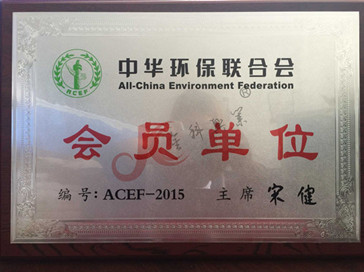 中华环保联合会
All-China Environment Federation
ACEF
会员单位
编号: ACEF-2015 主席 宋健